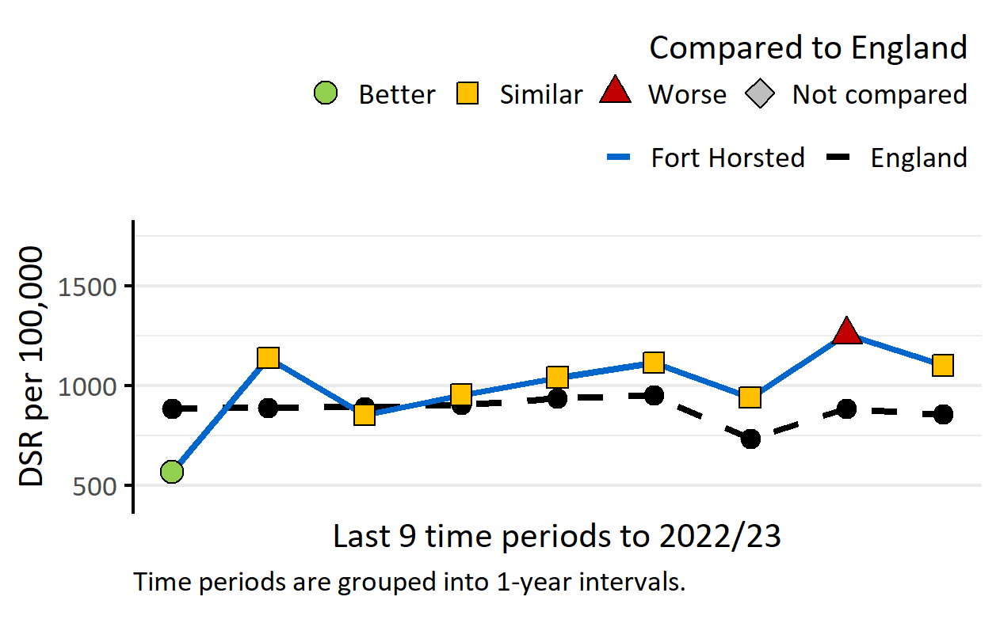 Compared to England
Better Similar Worse Not compared
Fort Horsted England
DSR per 100,000
1500
1000
500
Last 9 time periods to 2022/23
Time periods are grouped into 1-year intervals.